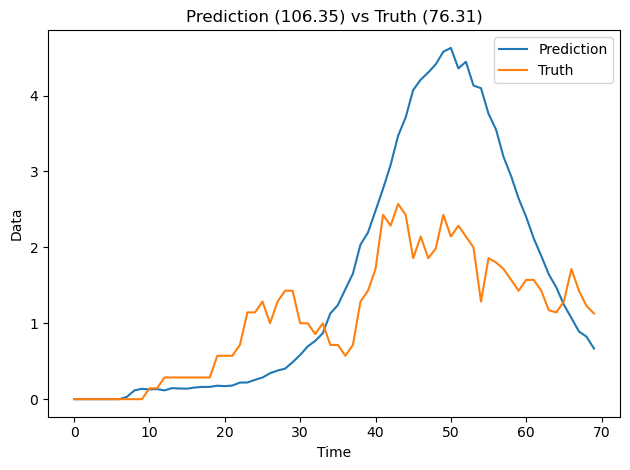 Prediction (106.35) vs Truth (76.31)
Prediction
Truth
Data
4
3
2
1
0
0 10 20 30 40 50 60 70
Time